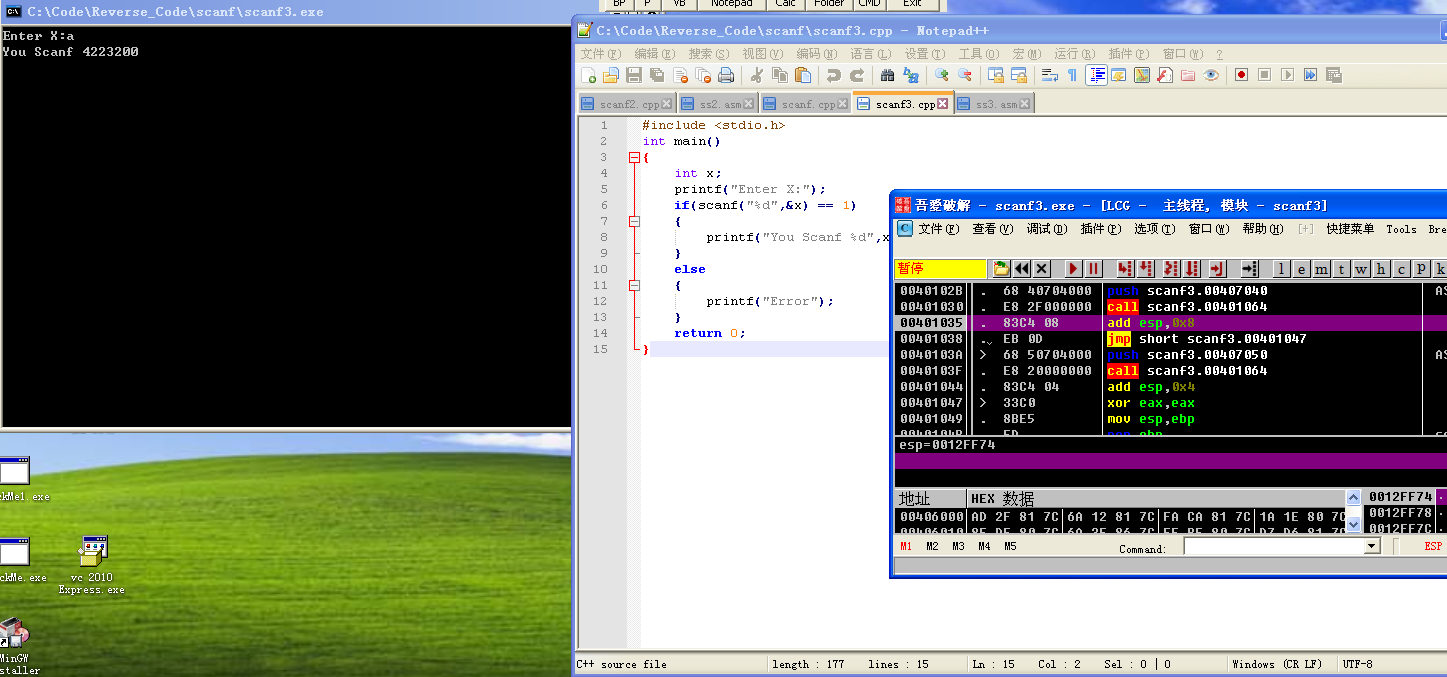 C:\Code\Reverse_Code\scanf\scanf3.exe
Enter X:a
You Scanf 4223200
BP P VB Notepad Calc Folder CMD Exit
C:\Code\Reverse_Code\scanf\scanf3.cpp - Notepad++
文件(F) 编辑(E) 搜索(S) 视图(V) 编码(N) 语言(L) 设置(T) 工具(O) 宏(M) 运行(R) 插件(P) 窗口(W) ?
scanf2.cpp ss2.asm scanf.cpp scanf3.cpp ss3.asm
1 #include <stdio.h>
2 int main()
3 {
4 int x;
5 printf("Enter X:");
6 if(scanf("%d",&x) == 1)
7 {
8 printf("You Scanf %d",x
9 }
10 else
11 {
12 printf("Error");
13 }
14 return 0;
15 }
吾爱破解 - scanf3.exe - [LCG - 主线程, 模块 - scanf3]
C 文件(F) 查看(V) 调试(D) 插件(P) 选项(T) 窗口(W) 帮助(H) [+] 快捷菜单 Tools Bre
暂停 l e m t w h c P k
0040102B . 68 40704000 push scanf3.00407040 AS
00401030 . E8 2F000000 call scanf3.00401064
00401035 . 83C4 08 add esp,0x8
00401038 . EB 0D jmp short scanf3.00401047
0040103A > 68 50704000 push scanf3.00407050 AS
0040103F . E8 20000000 call scanf3.00401064
00401044 . 83C4 04 add esp,0x4
00401047 > 33C0 xor eax,eax
00401049 . 8BE5 mov esp,ebp
esp=0012FF74
地址 HEX 数据 0012FF74
00406000 AD 2F 81 7C 6A 12 81 7C FA CA 81 7C 1A 1E 80 7C 0012FF78
0012FF7C
M1 M2 M3 M4 M5 Command: ESP
ckMe1.exe
ckMe.exe
vc 2010
Express.exe
MinGW
staller
C++ source file length : 177 lines : 15 Ln : 15 Col : 2 Sel : 0 | 0 Windows (CR LF) UTF-8